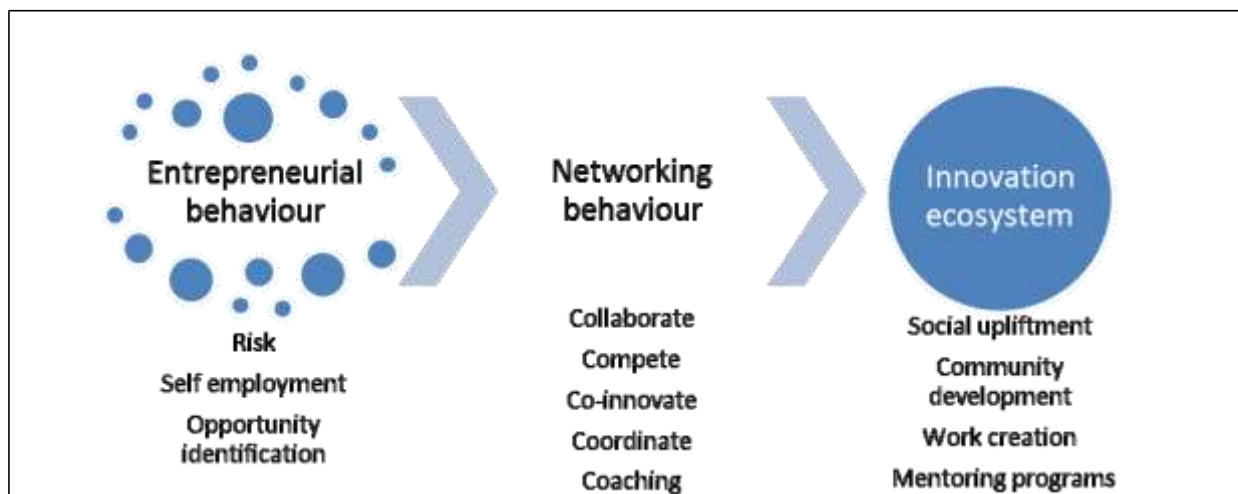 Entrepreneurial
behaviour
Risk
Self employment
Opportunity
identification
Networking
behaviour
Collaborate
Compete
Co-innovate
Coordinate
Coaching
Innovation
ecosystem
Social upliftment
Community
development
Work creation
Mentoring programs